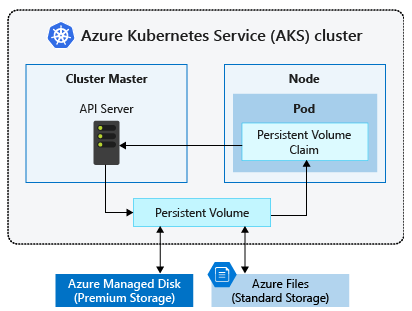 Azure Kubernetes Service (AKS) cluster
Cluster Master
API Server
Node
Pod
Persistent Volume
Claim
Persistent Volume
Azure Managed Disk
(Premium Storage)
Azure Files
(Standard Storage)